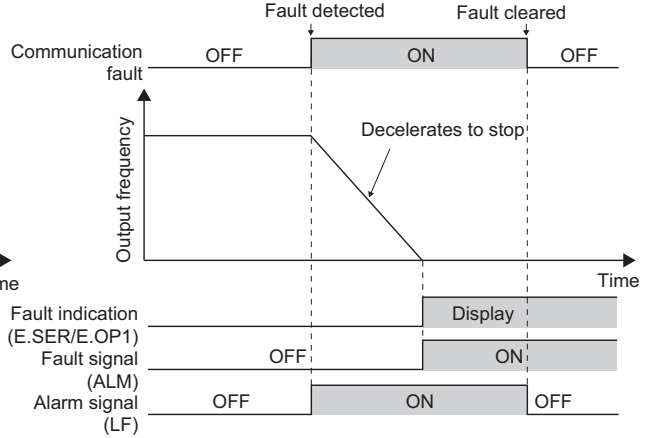 Fault detected
Fault cleared
Communication
fault
OFF
ON
OFF
Output frequency
Decelerates to stop
me
Time
Fault indication
(E.SER/E.OP1)
Display
Fault signal
(ALM)
OFF
ON
Alarm signal
(LF)
OFF
ON
OFF